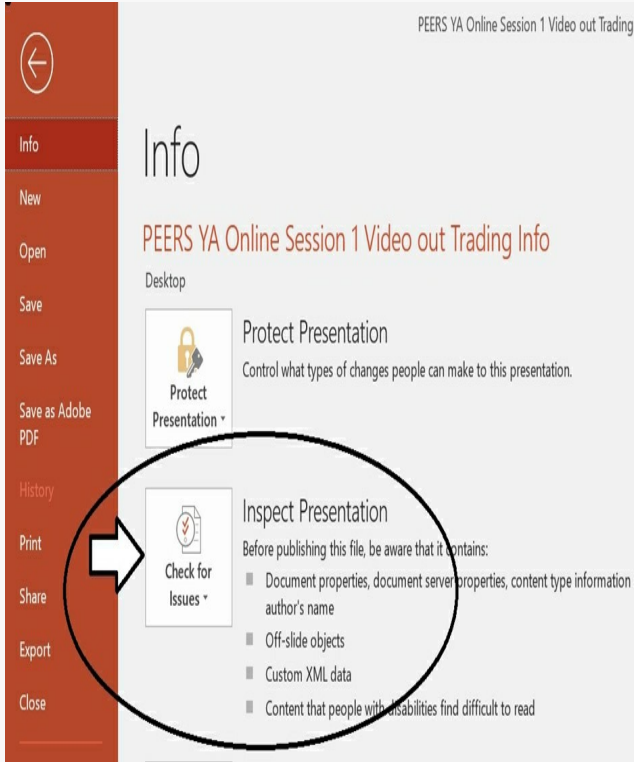 PEERS YA Online Session 1 Video out Trading
Info
New
Open
Save
Save As
Save as Adobe
PDF
History
Print
Share
Export
Close
Info
PEERS YA Online Session 1 Video out Trading Info
Desktop
Protect
Presentation
Protect Presentation
Control what types of changes people can make to this presentation.
Check for
Issues
Inspect Presentation
Before publishing this file, be aware that it contains:
Document properties, document server properties, content type information
author's name
Off-slide objects
Custom XML data
Content that people with disabilities find difficult to read